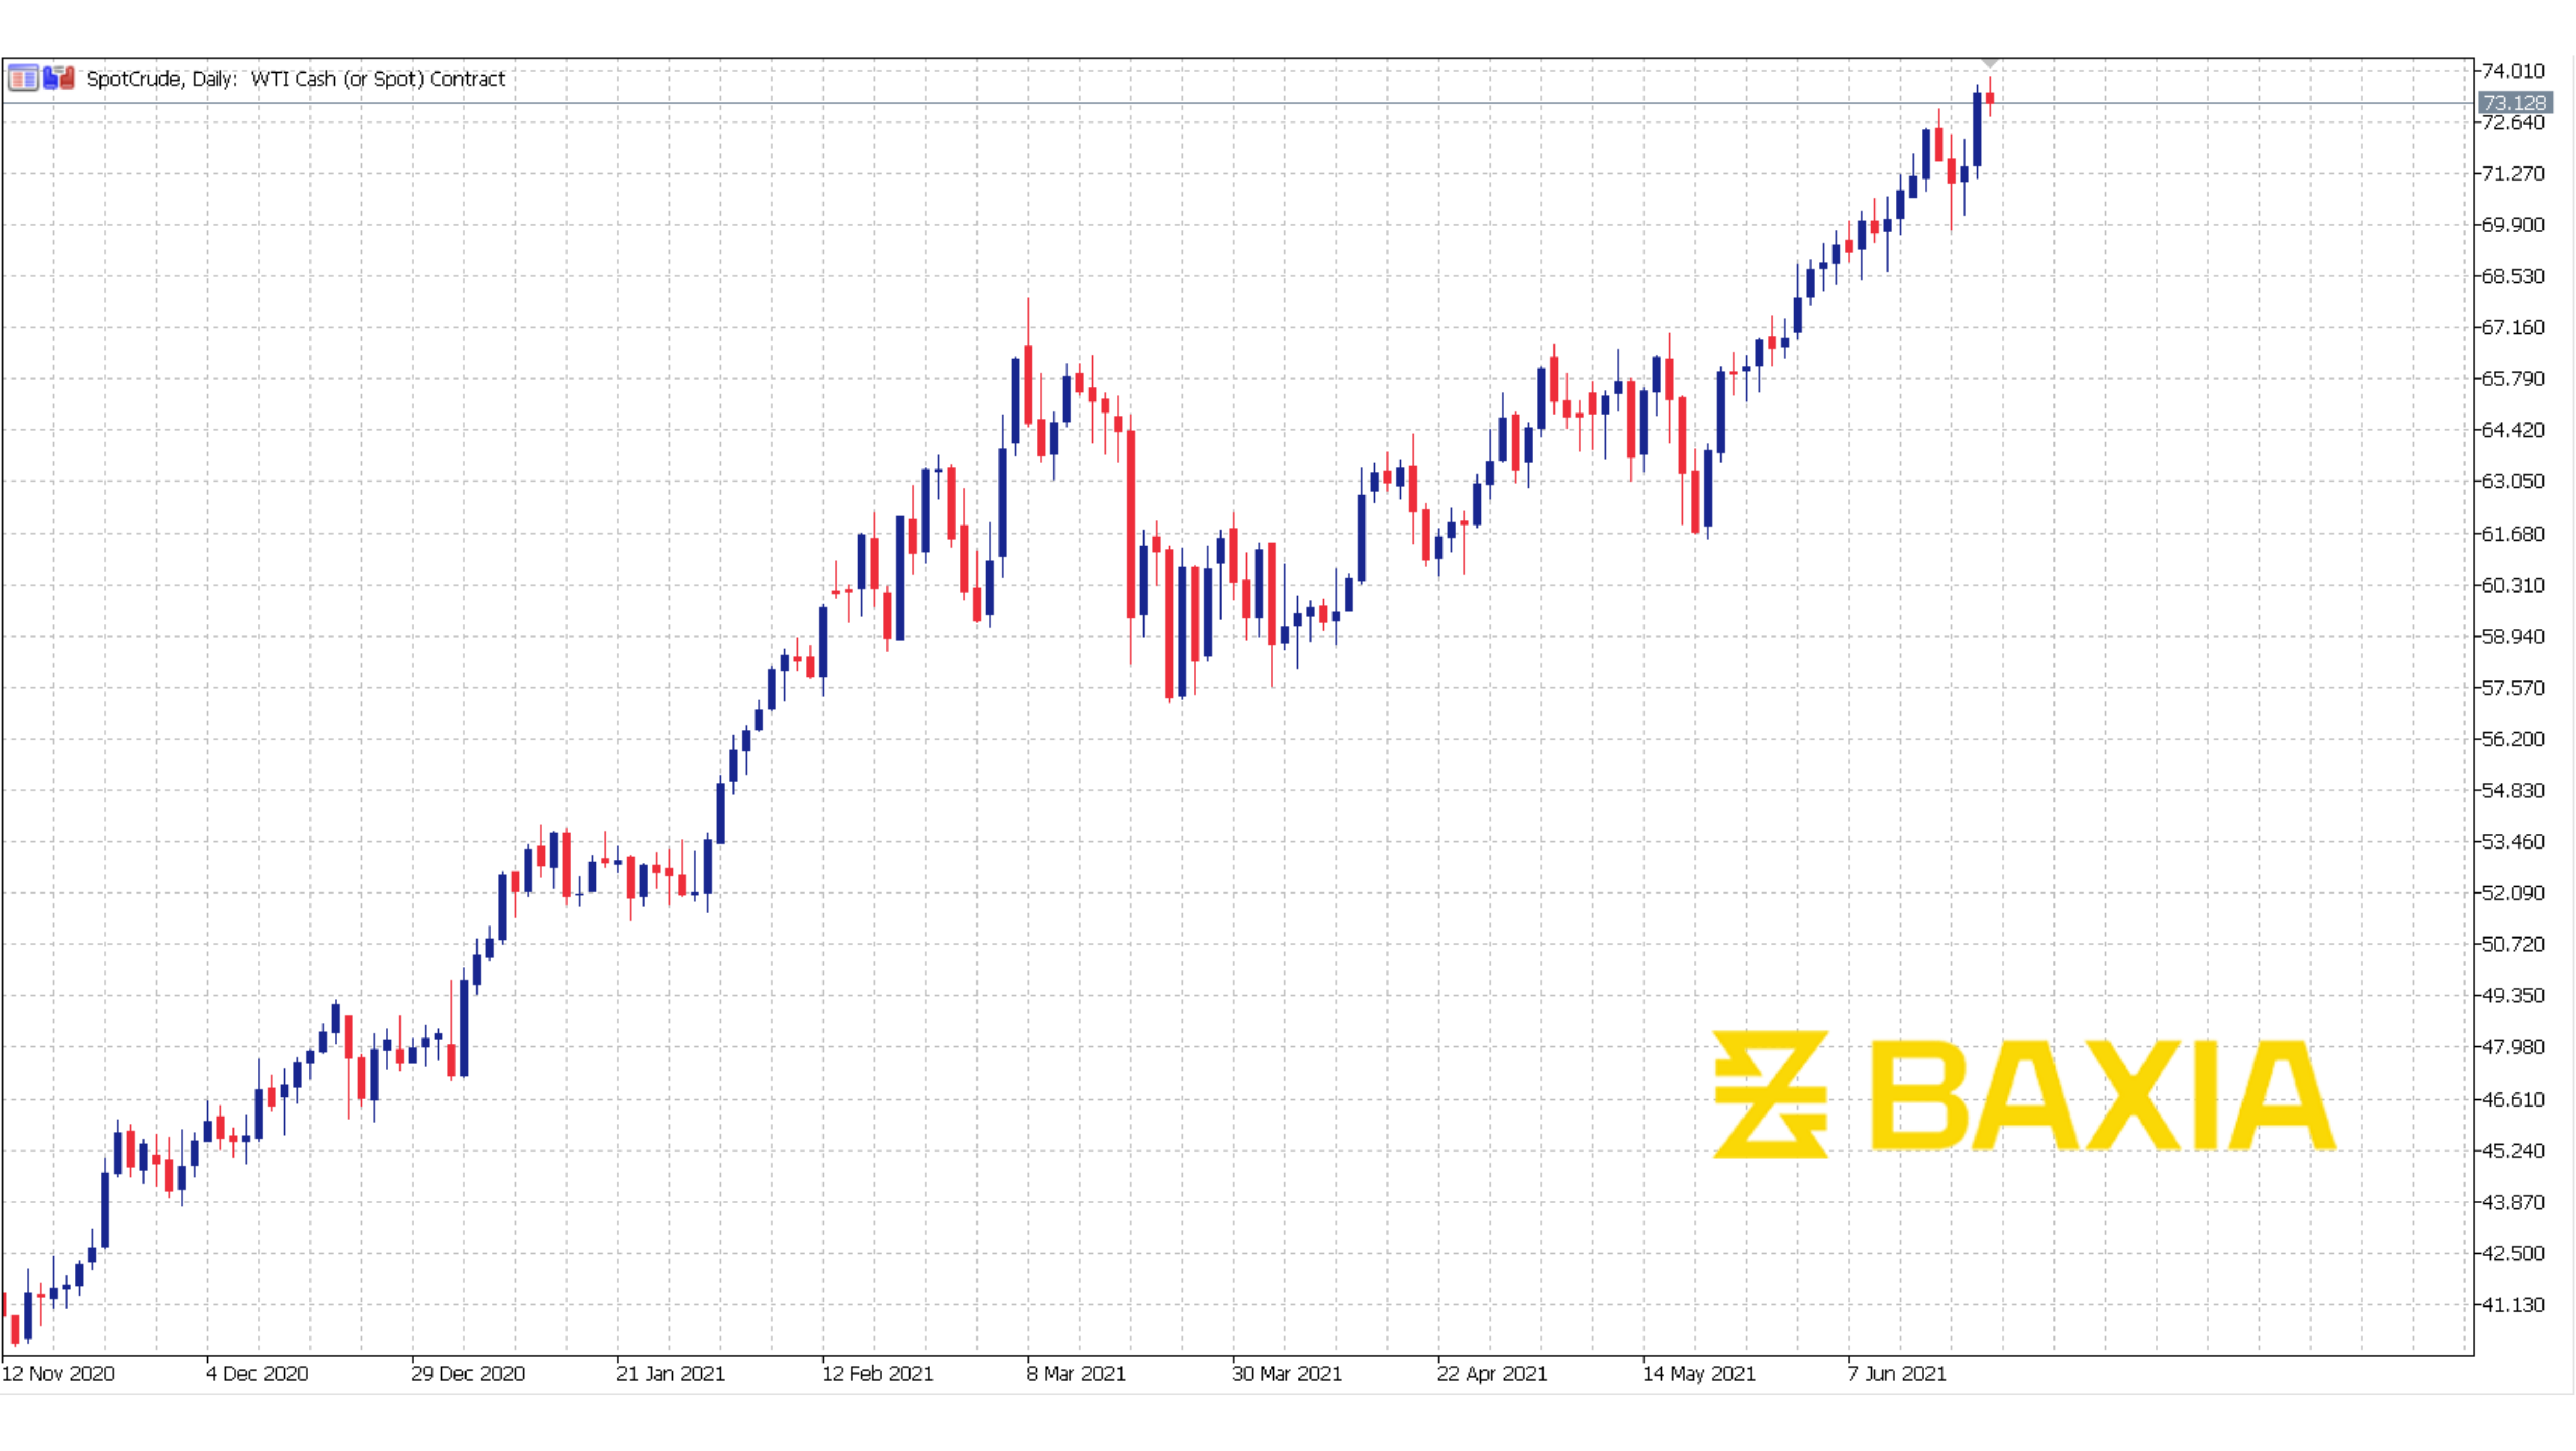 SpotCrude, Daily: WTI Cash (or Spot) Contract
74.010
73.128
72.640
71.270
69.900
68.530
67.160
65.790
64.420
63.050
61.680
60.310
58.940
57.570
56.200
54.830
53.460
52.090
50.720
49.350
47.980
46.610
45.240
43.870
42.500
41.130
BAXIA
12 Nov 2020
4 Dec 2020
29 Dec 2020
21 Jan 2021
12 Feb 2021
8 Mar 2021
30 Mar 2021
22 Apr 2021
14 May 2021
7 Jun 2021